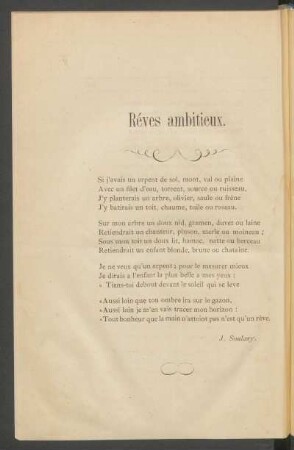 Réves ambitieux.
Si j'avais un arpent de sol, mont, val ou plaine
Avec un filet d'eau, torrent, source ou ruisseau,
J'y planterais un arbre, olivier, saule ou frêne
J'y batirais un toit, chaume, tuile ou roseau.
Sur mon arbre un doux nid, gramen, duvet ou laine
Retiendrait un chanteur, pinson, merle ou moineau ;
Sous mon toit un doux lit, hamac, natte ou berceau
Retiendrait un enfant blonde, brune ou chatain
Je ne veux qu'un arpent ; pour le mesurer mieux
Je dirais a l'enfant la plus belle a mes yeux :
« Tiens-toi debout devant le soleil qui se lève
«Aussi loin que ton ombre ira sur le gazon,
«Aussi loin je m'en vais tracer mon horizon :
«Tout bonheur que la main n'atteint pas n'est qu'un rêve.
J. Soulary.